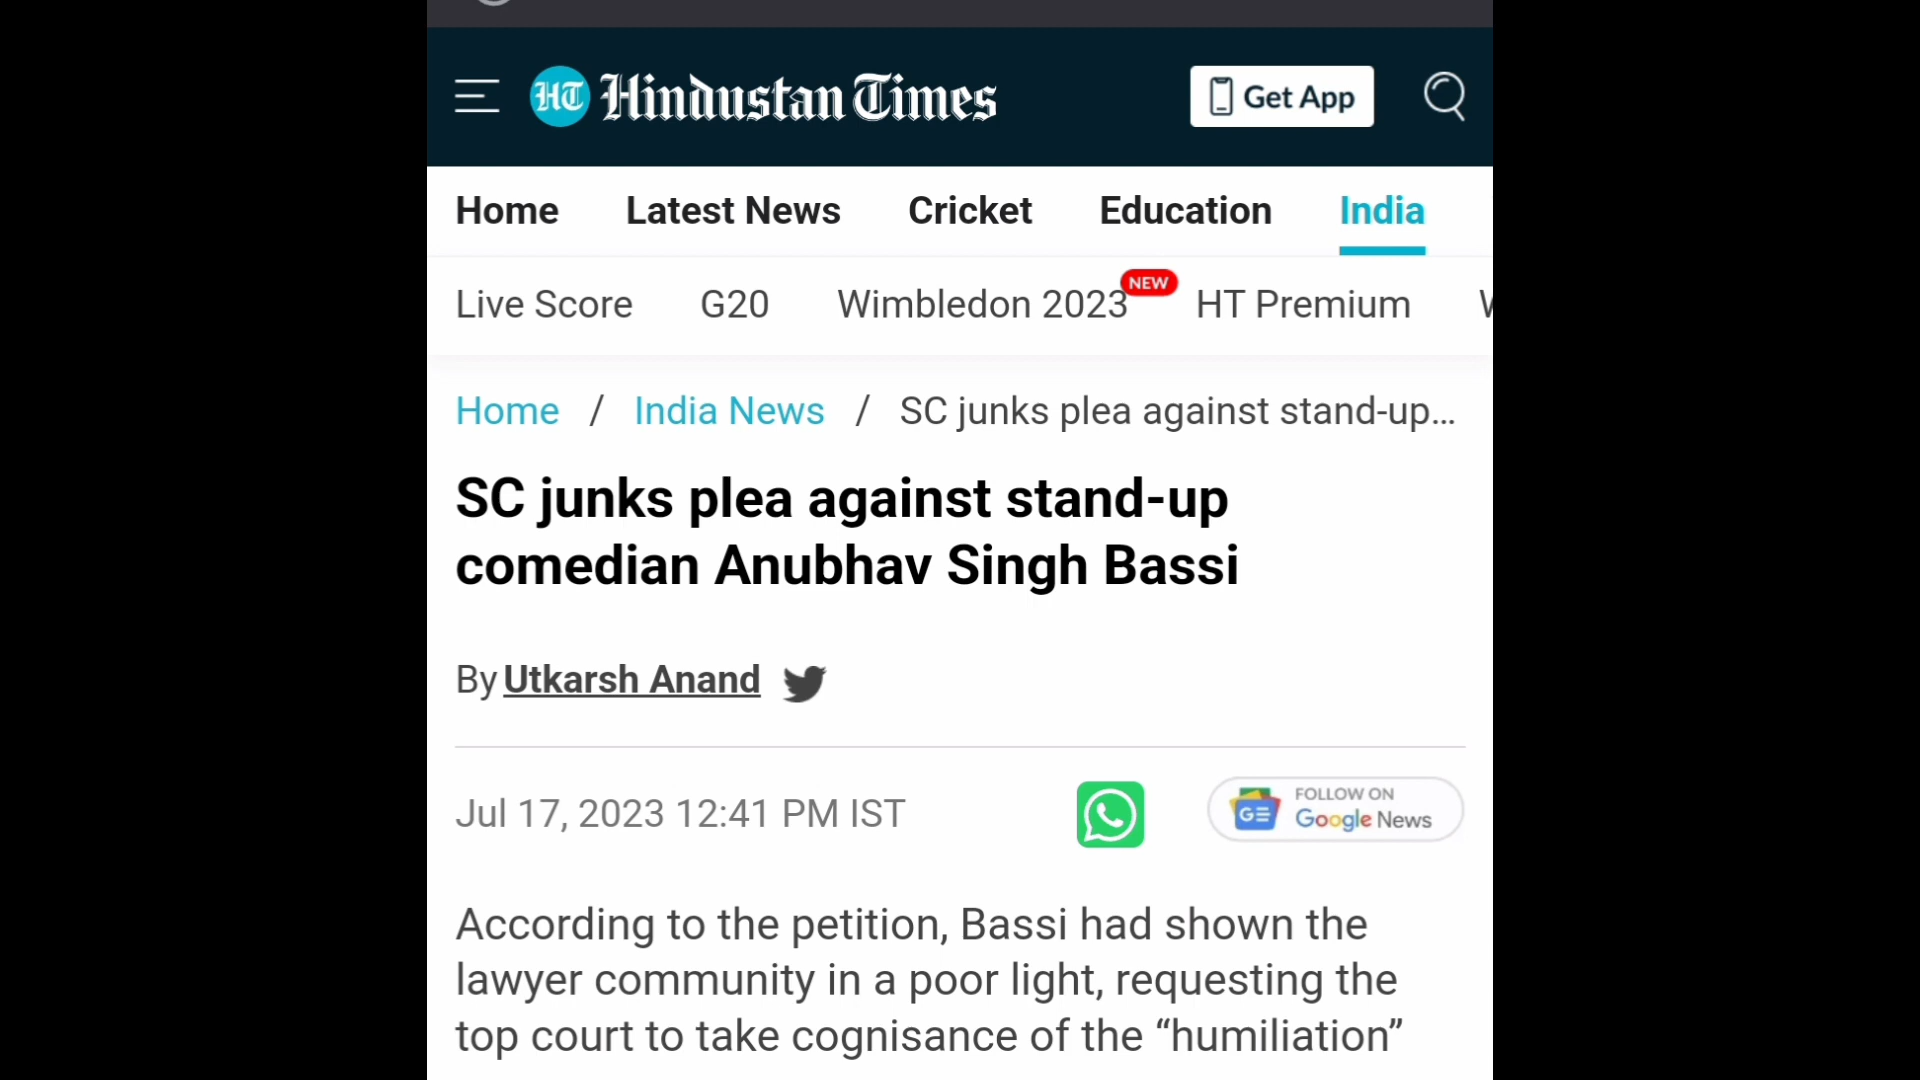 HT Hindustan Times Get App
Home Latest News Cricket Education India
Live Score G20 Wimbledon 2023 NEW HT Premium
Home / India News / SC junks plea against stand-up...
SC junks plea against stand-up
comedian Anubhav Singh Bassi
By Utkarsh Anand
Jul 17, 2023 12:41 PM IST
GE FOLLOW ON
Google News
According to the petition, Bassi had shown the
lawyer community in a poor light, requesting the
top court to take cognisance of the “humiliation”